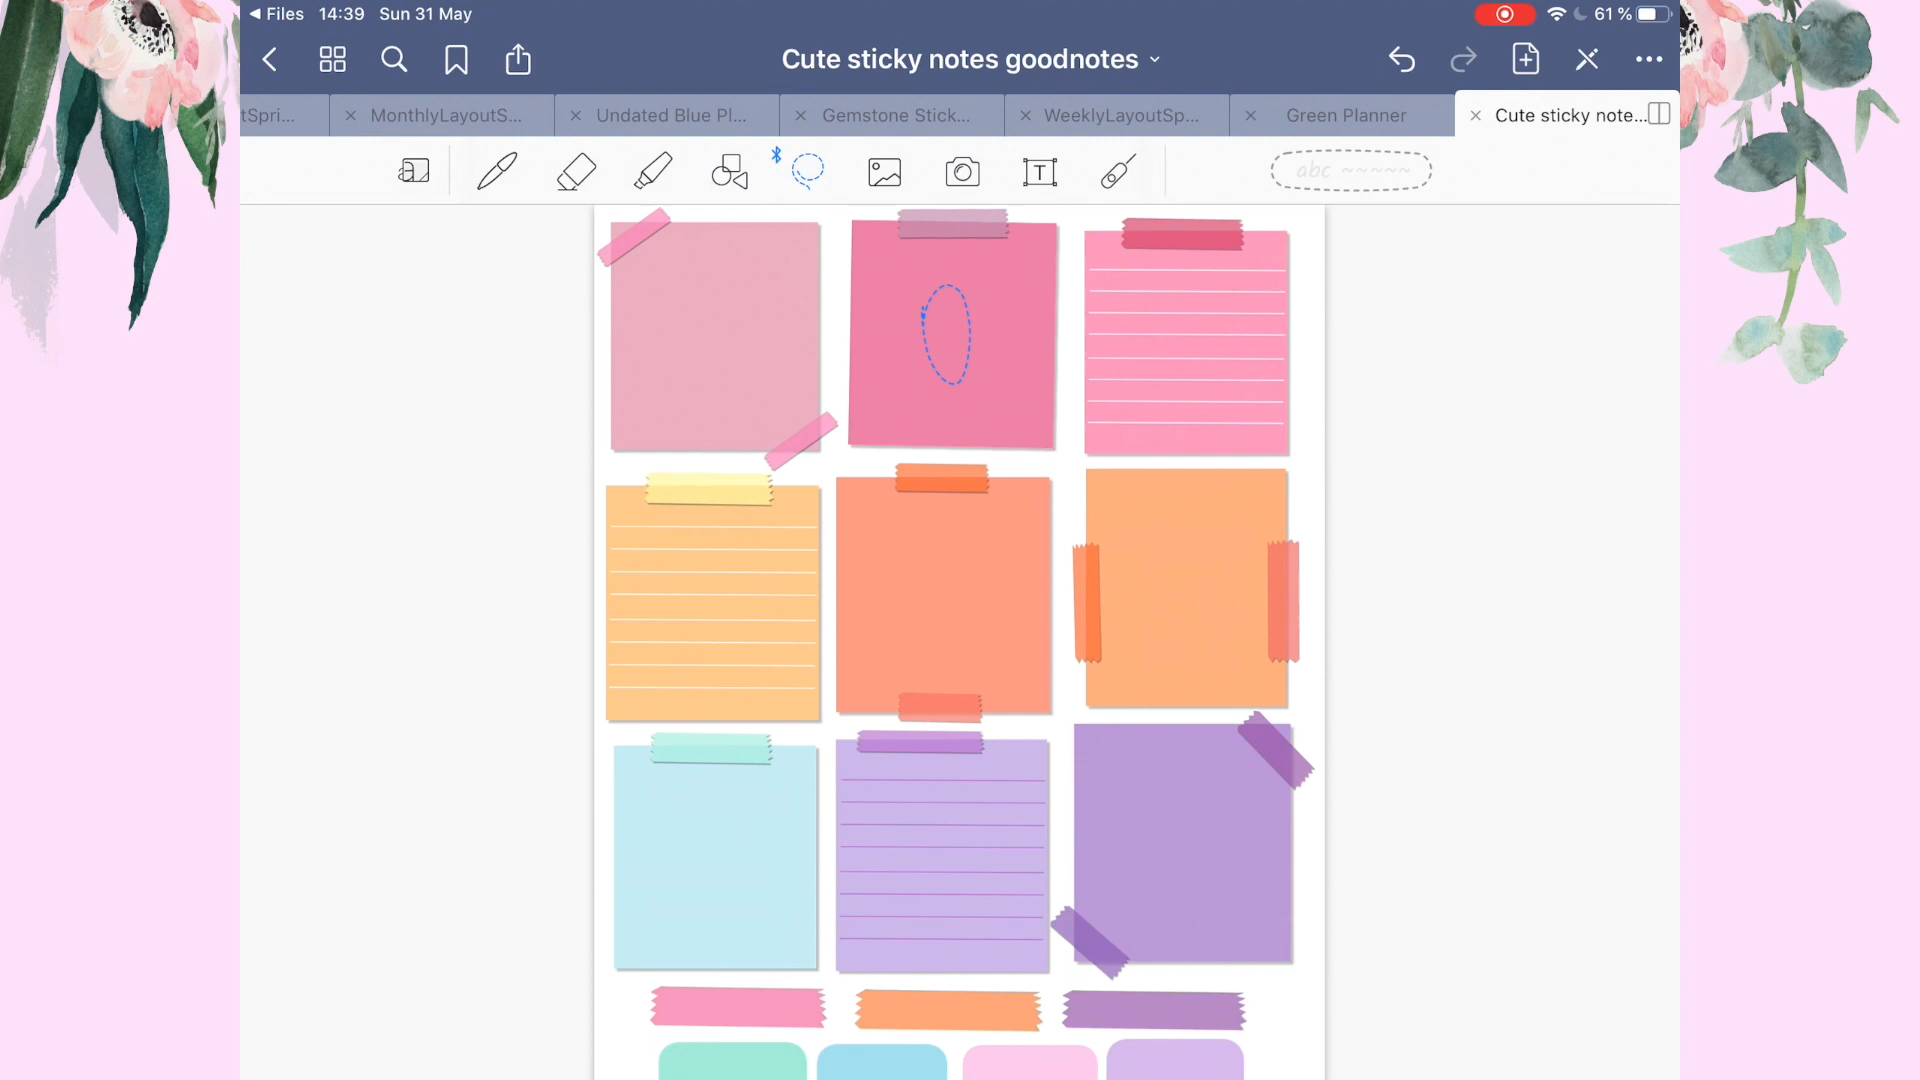 Files 14:39 Sun 31 May 61 %
Cute sticky notes goodnotes
tSpri... MonthlyLayoutS... Undated Blue Pl... Gemstone Stick... WeeklyLayoutSp... Green Planner Cute sticky note...
a T abc